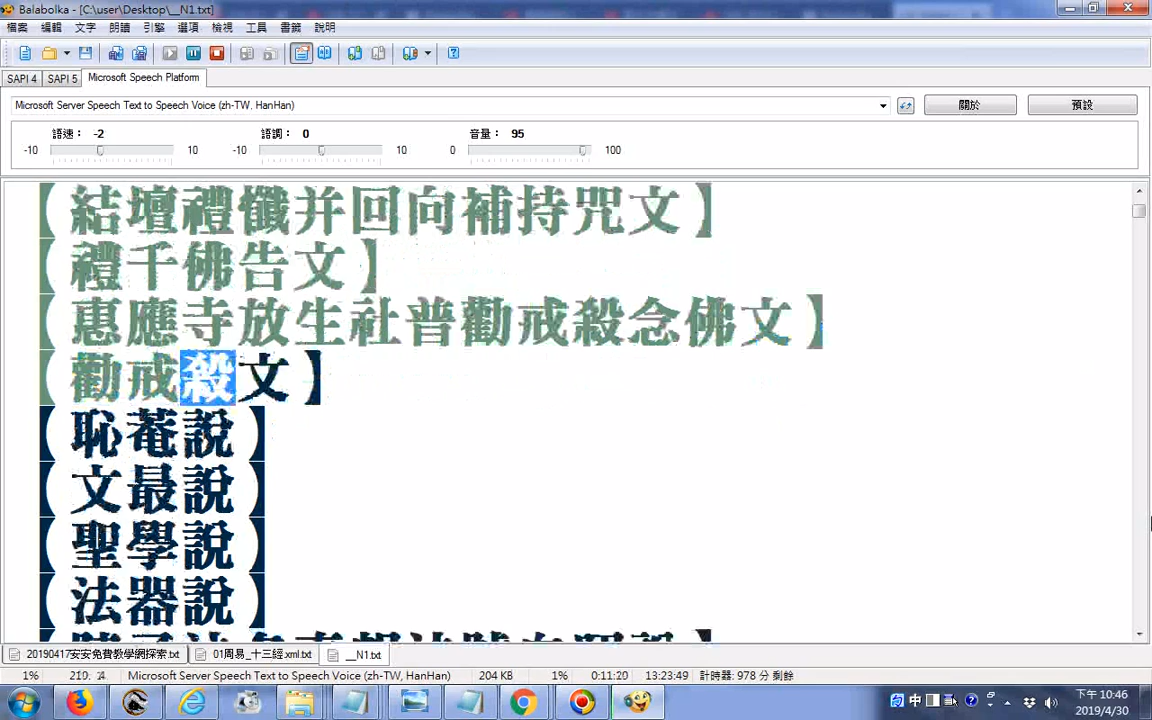 Balabolka - [C:\user\Desktop\__N1.txt]
檔案 編輯 文字 朗讀 引擎 選項 檢視 工具 書籤 說明
SAPI 4 SAPI 5 Microsoft Speech Platform
Microsoft Server Speech Text to Speech Voice (zh-TW, HanHan) 關於 預設
語速： -2 語調： 0 音量： 95
-10 10 -10 10 0 100
【結壇禮懺并回向補持咒文】
【禮千佛告文】
【惠應寺放生社普勸戒殺念佛文】
【勸戒殺文】
【恥菴說】
【文最說】
【聖學說】
【法器說】
20190417安安免費教學網探索.txt 01周易_十三經.xml.txt __N1.txt
1% 210: 4 Microsoft Server Speech Text to Speech Voice (zh-TW, HanHan) 204 KB 1% 0:11:20 13:23:49 計時器: 978 分 剩餘
中 下午 10:46
2019/4/30